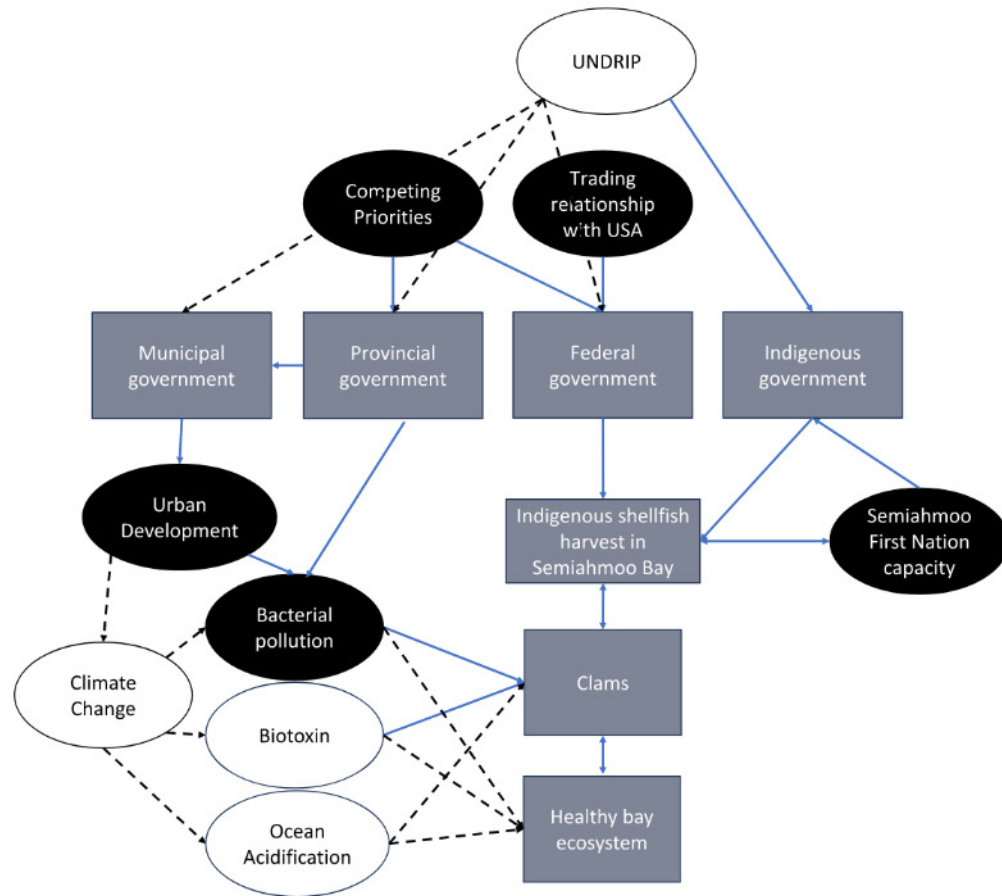 UNDRIP
Competing
Priorities
Trading
relationship
with USA
Municipal
government
Provincial
government
Federal
government
Indigenous
government
Urban
Development
Indigenous shellfish
harvest in
Semiahmoo Bay
Semiahmoo
First Nation
capacity
Bacterial
pollution
Climate
Change
Clams
Biotoxin
Ocean
Acidification
Healthy bay
ecosystem